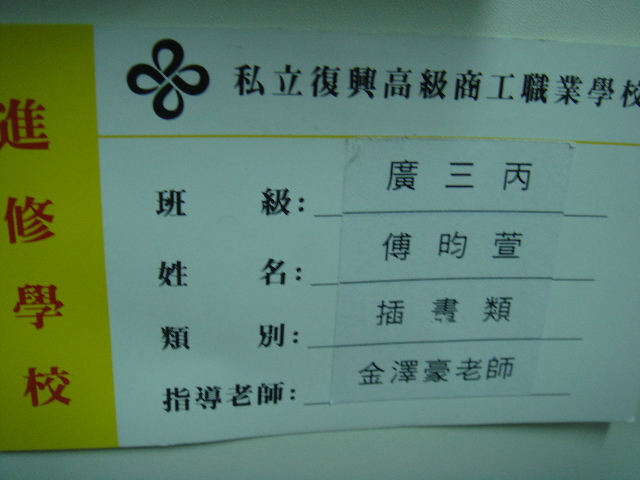 私立復興高級商工職業學校
進修學校
班級：廣三丙
姓名：傅昀萱
類別：插畫類
指導老師：金澤豪老師